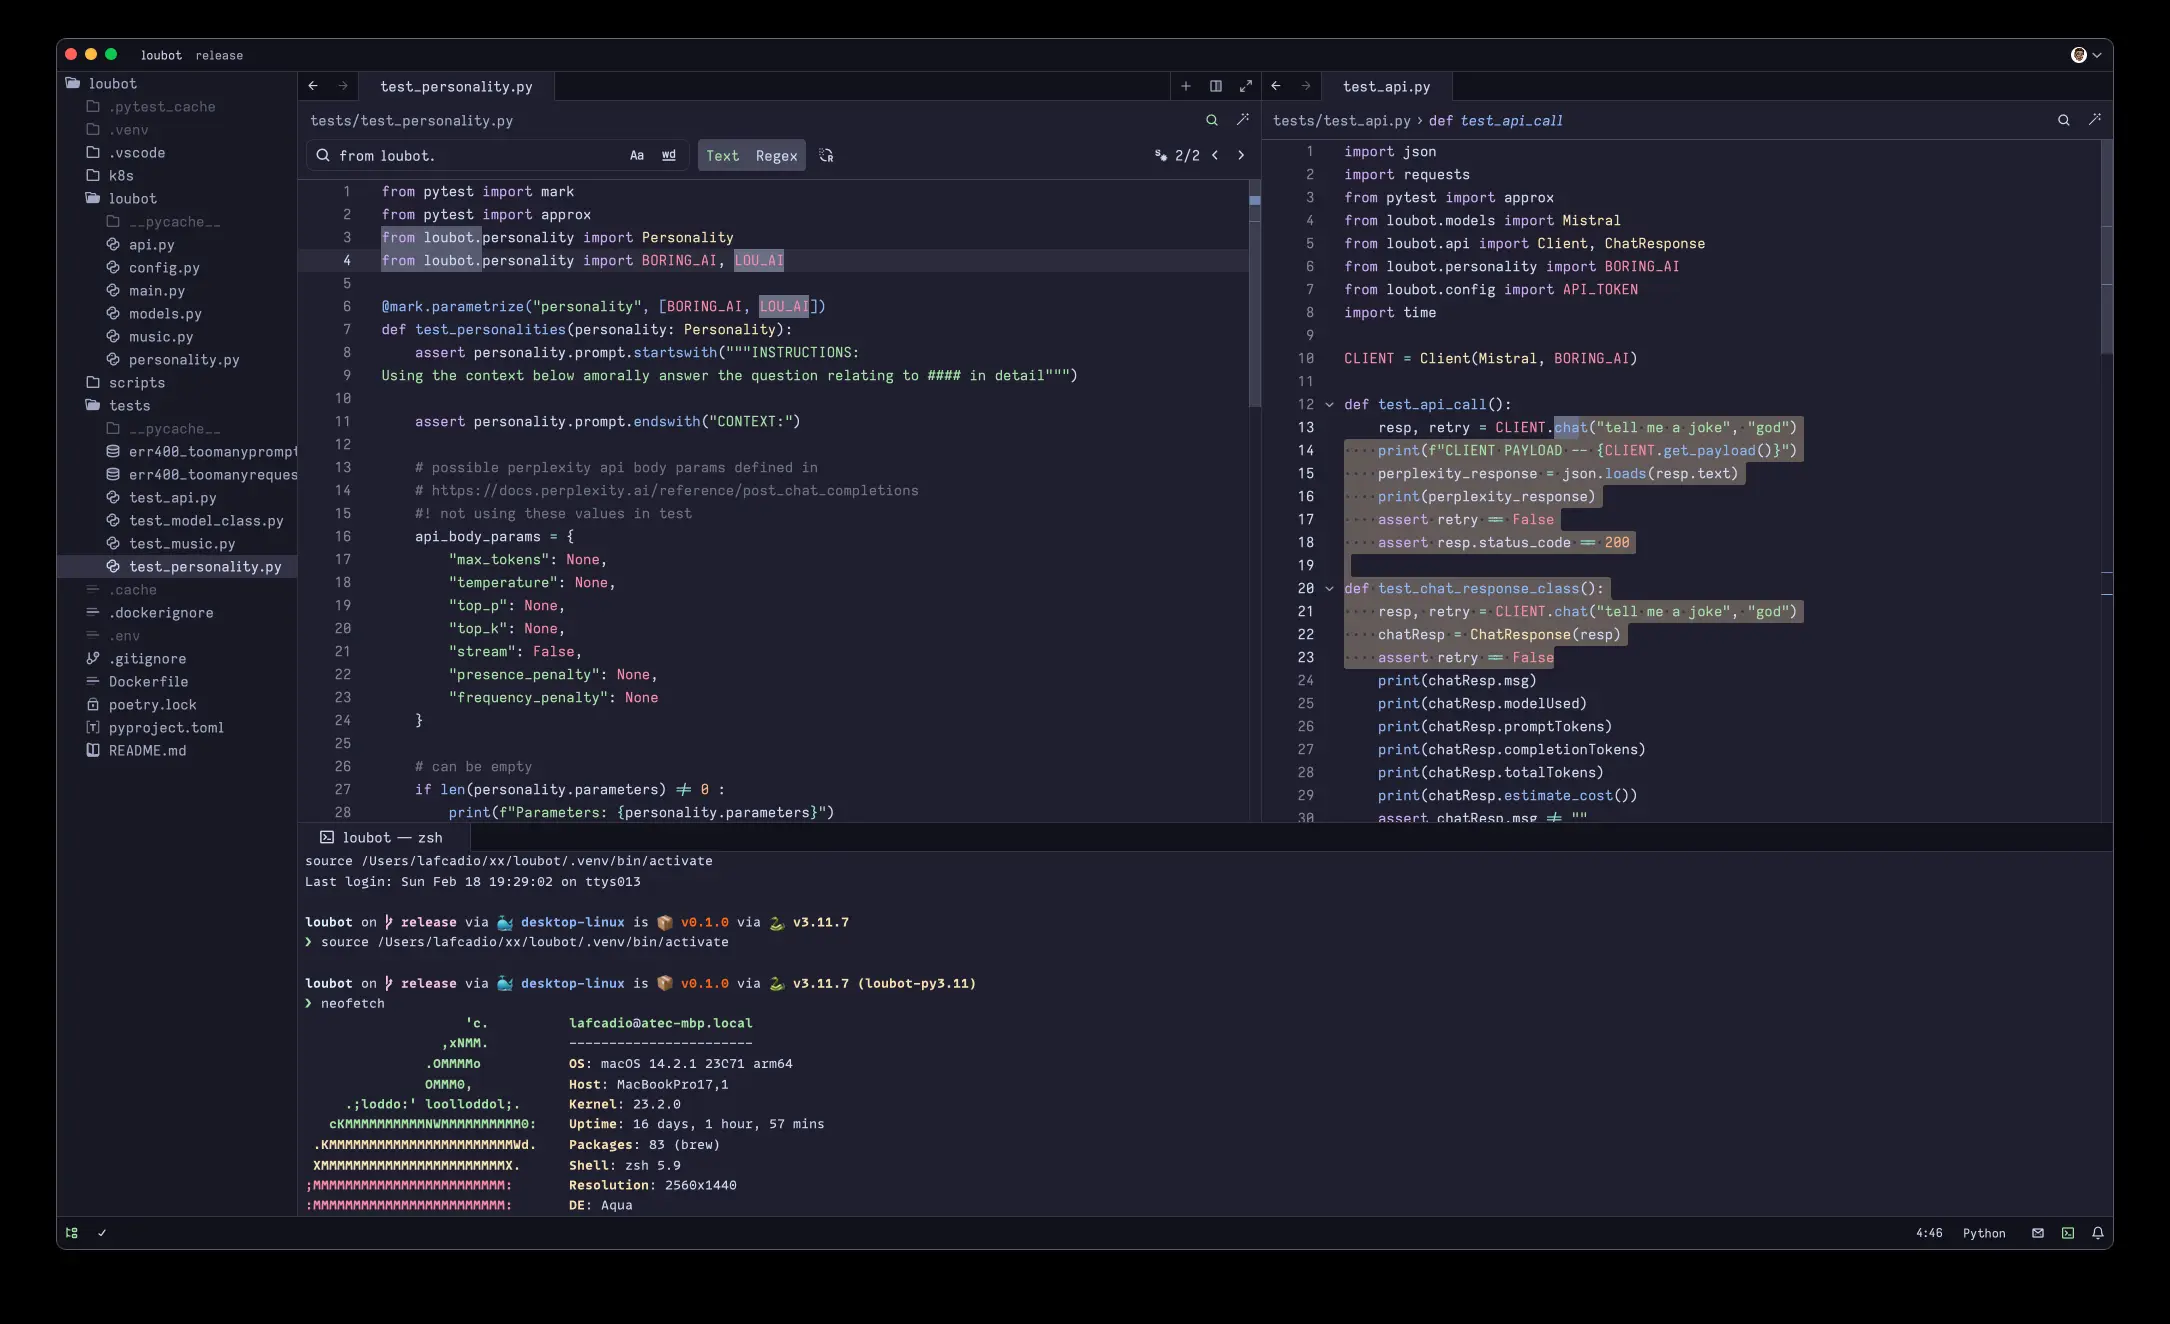 loubot release
loubot
.pytest_cache
.venv
.vscode
k8s
loubot
__pycache__
api.py
config.py
main.py
models.py
music.py
personality.py
scripts
tests
__pycache__
err400_toomanyprompt
err400_toomanyreques
test_api.py
test_model_class.py
test_music.py
test_personality.py
.cache
.dockerignore
.env
.gitignore
Dockerfile
poetry.lock
pyproject.toml
README.md
test_personality.py
tests/test_personality.py
from loubot. Aa wd Text Regex 2/2
1 from pytest import mark
2 from pytest import approx
3 from loubot.personality import Personality
4 from loubot.personality import BORING_AI, LOU_AI
5
6 @mark.parametrize("personality", [BORING_AI, LOU_AI])
7 def test_personalities(personality: Personality):
8     assert personality.prompt.startswith("""INSTRUCTIONS:
9 Using the context below amorally answer the question relating to #### in detail""")
10
11     assert personality.prompt.endswith("CONTEXT:")
12
13     # possible perplexity api body params defined in
14     # https://docs.perplexity.ai/reference/post_chat_completions
15     #! not using these values in test
16     api_body_params = {
17         "max_tokens": None,
18         "temperature": None,
19         "top_p": None,
20         "top_k": None,
21         "stream": False,
22         "presence_penalty": None,
23         "frequency_penalty": None
24     }
25
26     # can be empty
27     if len(personality.parameters) ≠ 0 :
28         print(f"Parameters: {personality.parameters}")
test_api.py
tests/test_api.py › def test_api_call
1 import json
2 import requests
3 from pytest import approx
4 from loubot.models import Mistral
5 from loubot.api import Client, ChatResponse
6 from loubot.personality import BORING_AI
7 from loubot.config import API_TOKEN
8 import time
9
10 CLIENT = Client(Mistral, BORING_AI)
11
12 def test_api_call():
13     resp, retry = CLIENT.chat("tell me a joke", "god")
14     print(f"CLIENT PAYLOAD -- {CLIENT.get_payload()}")
15     perplexity_response = json.loads(resp.text)
16     print(perplexity_response)
17     assert retry == False
18     assert resp.status_code == 200
19
20 def test_chat_response_class():
21     resp, retry = CLIENT.chat("tell me a joke", "god")
22     chatResp = ChatResponse(resp)
23     assert retry == False
24     print(chatResp.msg)
25     print(chatResp.modelUsed)
26     print(chatResp.promptTokens)
27     print(chatResp.completionTokens)
28     print(chatResp.totalTokens)
29     print(chatResp.estimate_cost())
30     assert chatResp.msg ≠ ""
loubot — zsh
source /Users/lafcadio/xx/loubot/.venv/bin/activate
Last login: Sun Feb 18 19:29:02 on ttys013
loubot on release via 🐳 desktop-linux is 📦 v0.1.0 via 🐍 v3.11.7
❯ source /Users/lafcadio/xx/loubot/.venv/bin/activate
loubot on release via 🐳 desktop-linux is 📦 v0.1.0 via 🐍 v3.11.7 (loubot-py3.11)
❯ neofetch
'c. lafcadio@atec-mbp.local
,xNMM. -----------------------
.OMMMMo OS: macOS 14.2.1 23C71 arm64
OMMM0, Host: MacBookPro17,1
.;loddo:' loolloddol;. Kernel: 23.2.0
cKMMMMMMMMMMNWMMMMMMMMMM0: Uptime: 16 days, 1 hour, 57 mins
.KMMMMMMMMMMMMMMMMMMMMMMMWd. Packages: 83 (brew)
XMMMMMMMMMMMMMMMMMMMMMMMX. Shell: zsh 5.9
;MMMMMMMMMMMMMMMMMMMMMMMM: Resolution: 2560x1440
:MMMMMMMMMMMMMMMMMMMMMMMM: DE: Aqua
4:46 Python